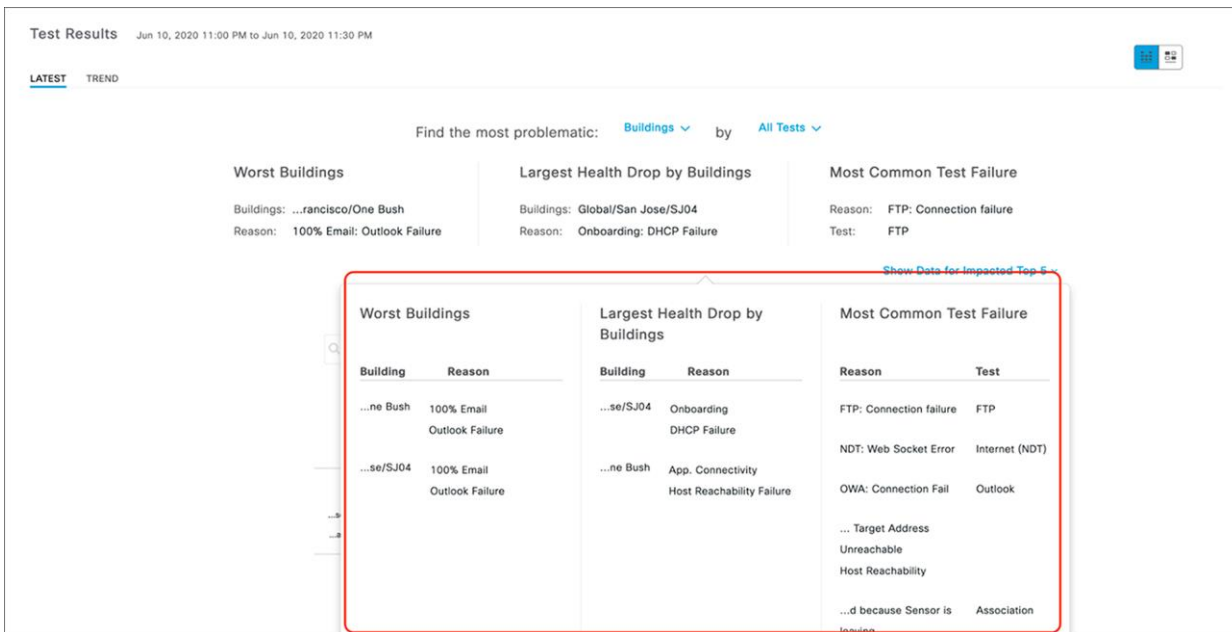 Test Results Jun 10, 2020 11:00 PM to Jun 10, 2020 11:30 PM
LATEST TREND
Find the most problematic: Buildings by All Tests
Worst Buildings
Buildings: ...rancisco/One Bush
Reason: 100% Email: Outlook Failure
Largest Health Drop by Buildings
Buildings: Global/San Jose/SJ04
Reason: Onboarding: DHCP Failure
Most Common Test Failure
Reason: FTP: Connection failure
Test: FTP
Show Data for Impacted Top 5
Worst Buildings
Building Reason
...ne Bush 100% Email
Outlook Failure
...se/SJ04 100% Email
Outlook Failure
Largest Health Drop by
Buildings
Building Reason
...se/SJ04 Onboarding
DHCP Failure
...ne Bush App. Connectivity
Host Reachability Failure
Most Common Test Failure
Reason Test
FTP: Connection failure FTP
NDT: Web Socket Error Internet (NDT)
OWA: Connection Fail Outlook
... Target Address
Unreachable
Host Reachability
...d because Sensor is Association
leaving